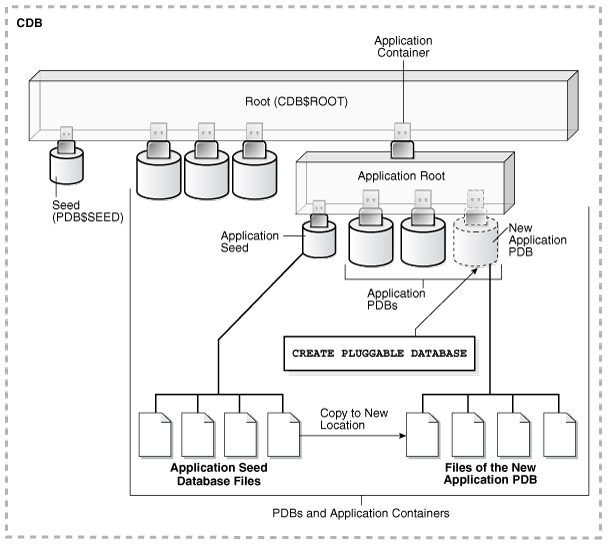 CDB
Application
Container
Root (CDB$ROOT)
Application Root
Seed
(PDB$SEED)
Application
Seed
New
Application
PDB
Application
PDBs
CREATE PLUGGABLE DATABASE
Copy to New
Location
Application Seed
Database Files
Files of the New
Application PDB
PDBs and Application Containers